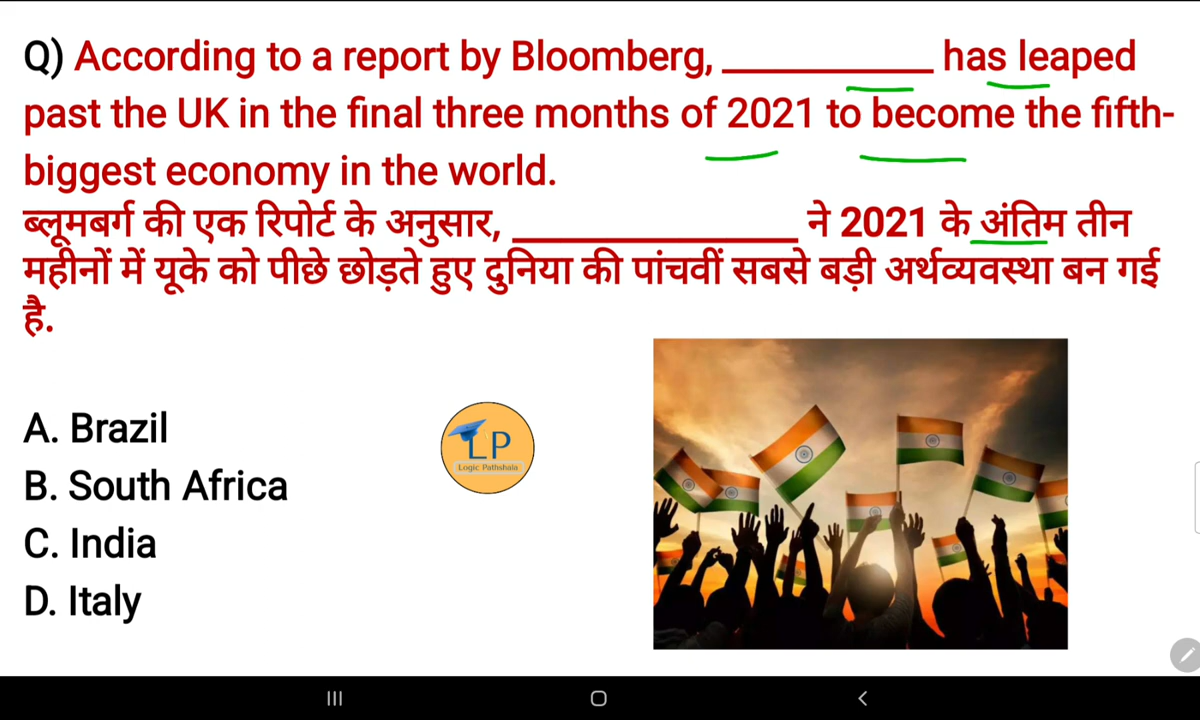 Q) According to a report by Bloomberg, ____________ has leaped
past the UK in the final three months of 2021 to become the fifth-
biggest economy in the world.
ब्लूमबर्ग की एक रिपोर्ट के अनुसार, ________________ ने 2021 के अंतिम तीन
महीनों में यूके को पीछे छोड़ते हुए दुनिया की पांचवीं सबसे बड़ी अर्थव्यवस्था बन गई
है.
A. Brazil
B. South Africa
C. India
D. Italy
LP
Logic Pathshala